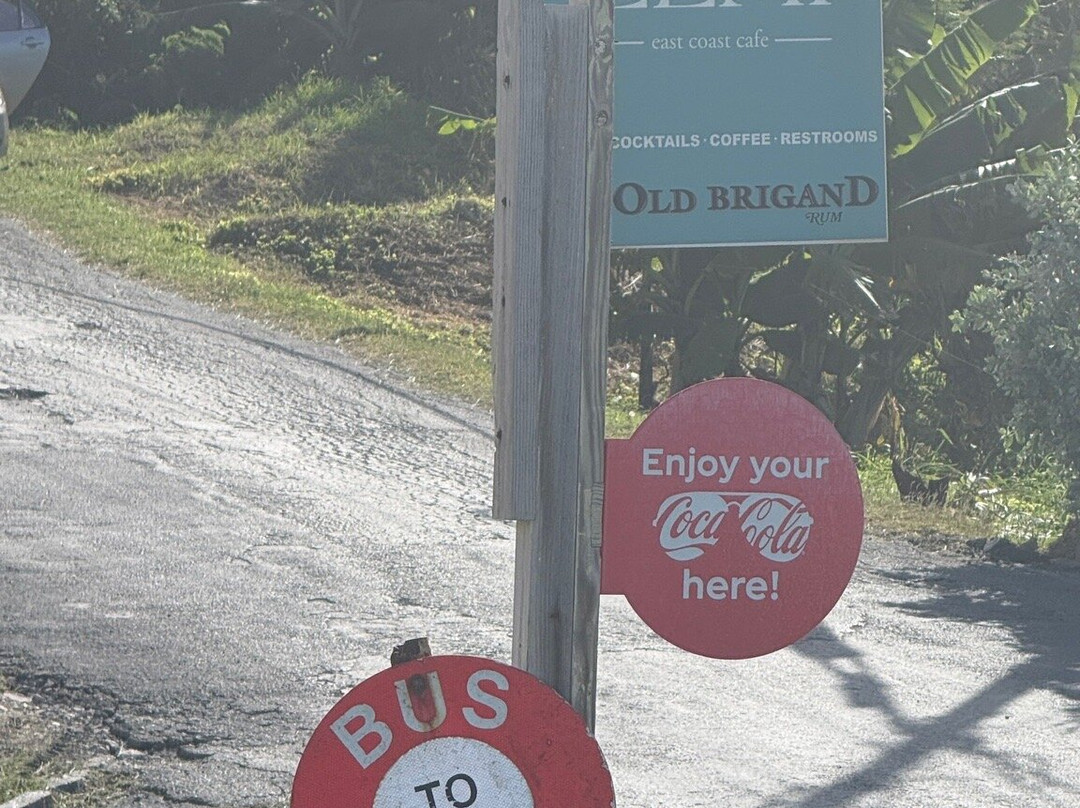 east coast cafe
COCKTAILS · COFFEE · RESTROOMS
OLD BRIGAND
RUM
Enjoy your
Coca Cola
here!
BUS
TO